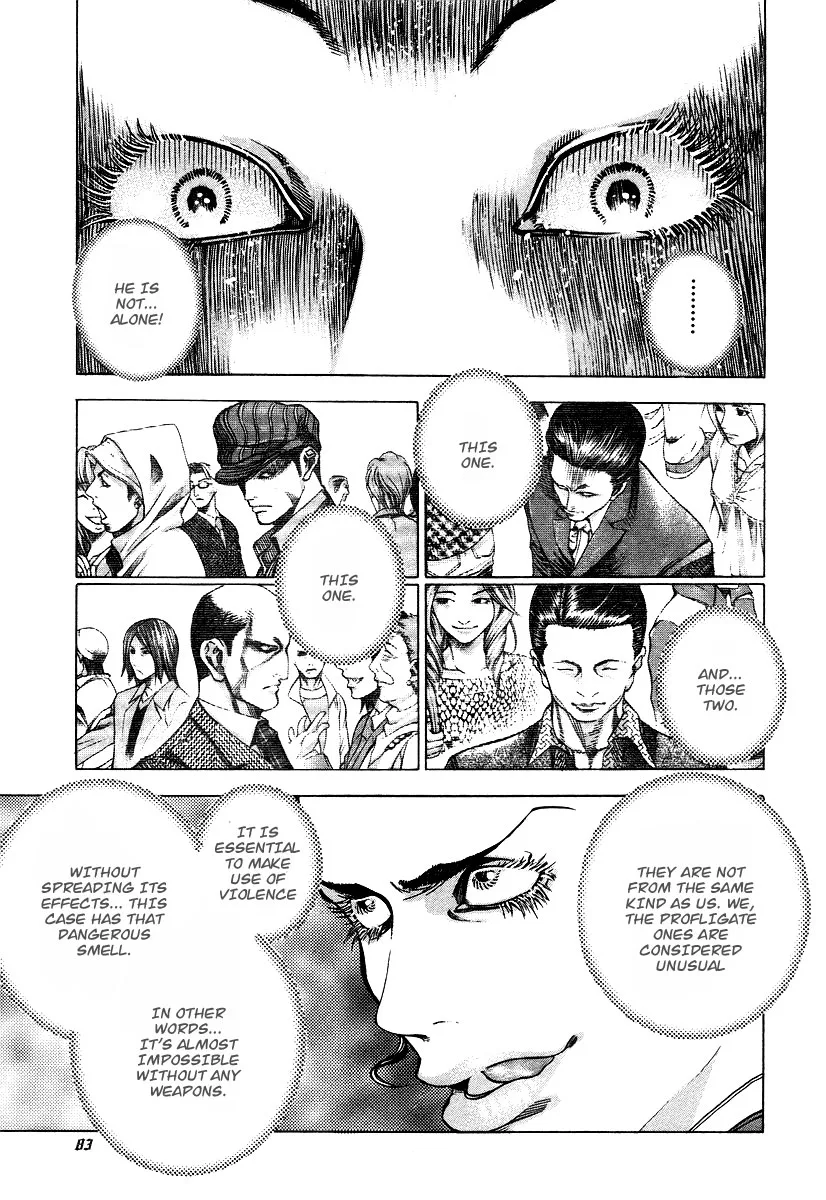 .......
HE IS
NOT...
ALONE!
THIS
ONE.
THIS
ONE.
AND...
THOSE
TWO.
THEY ARE NOT
FROM THE SAME
KIND AS US. WE,
THE PROFLIGATE
ONES ARE
CONSIDERED
UNUSUAL
IT IS
ESSENTIAL
TO MAKE
USE OF
VIOLENCE
WITHOUT
SPREADING ITS
EFFECTS... THIS
CASE HAS THAT
DANGEROUS
SMELL.
IN OTHER
WORDS...
IT'S ALMOST
IMPOSSIBLE
WITHOUT ANY
WEAPONS.
83